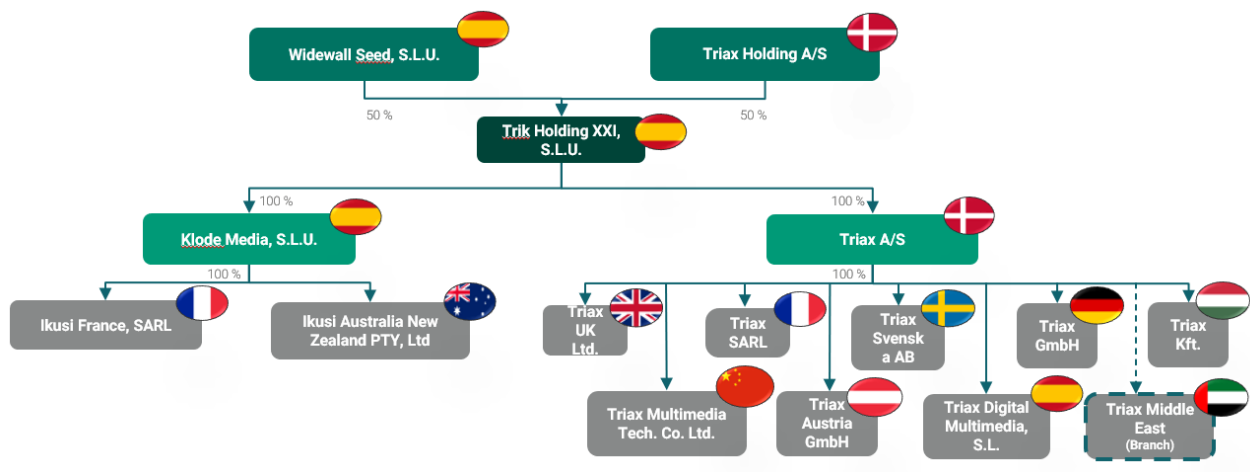 Widewall Seed, S.L.U.
Triax Holding A/S
50 %
50 %
Trik Holding XXI,
S.L.U.
100 %
100 %
Klode Media, S.L.U.
Triax A/S
100 %
100 %
Ikusi France, SARL
Ikusi Australia New
Zealand PTY, Ltd
Triax
UK
Ltd.
Triax
SARL
Triax
Svensk
a AB
Triax
GmbH
Triax
Kft.
Triax Multimedia
Tech. Co. Ltd.
Triax
Austria
GmbH
Triax Digital
Multimedia,
S.L.
Triax Middle
East
(Branch)